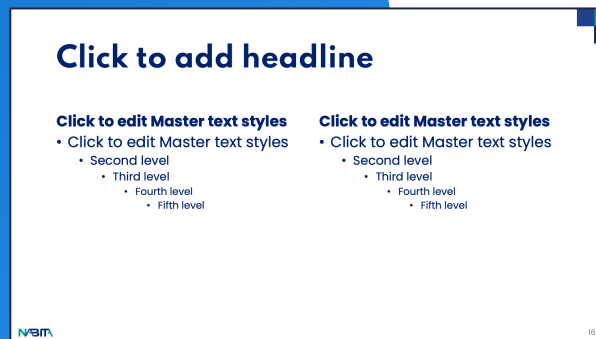 Click to add headline
Click to edit Master text styles
• Click to edit Master text styles
• Second level
• Third level
• Fourth level
• Fifth level
Click to edit Master text styles
• Click to edit Master text styles
• Second level
• Third level
• Fourth level
• Fifth level
NABITA
16